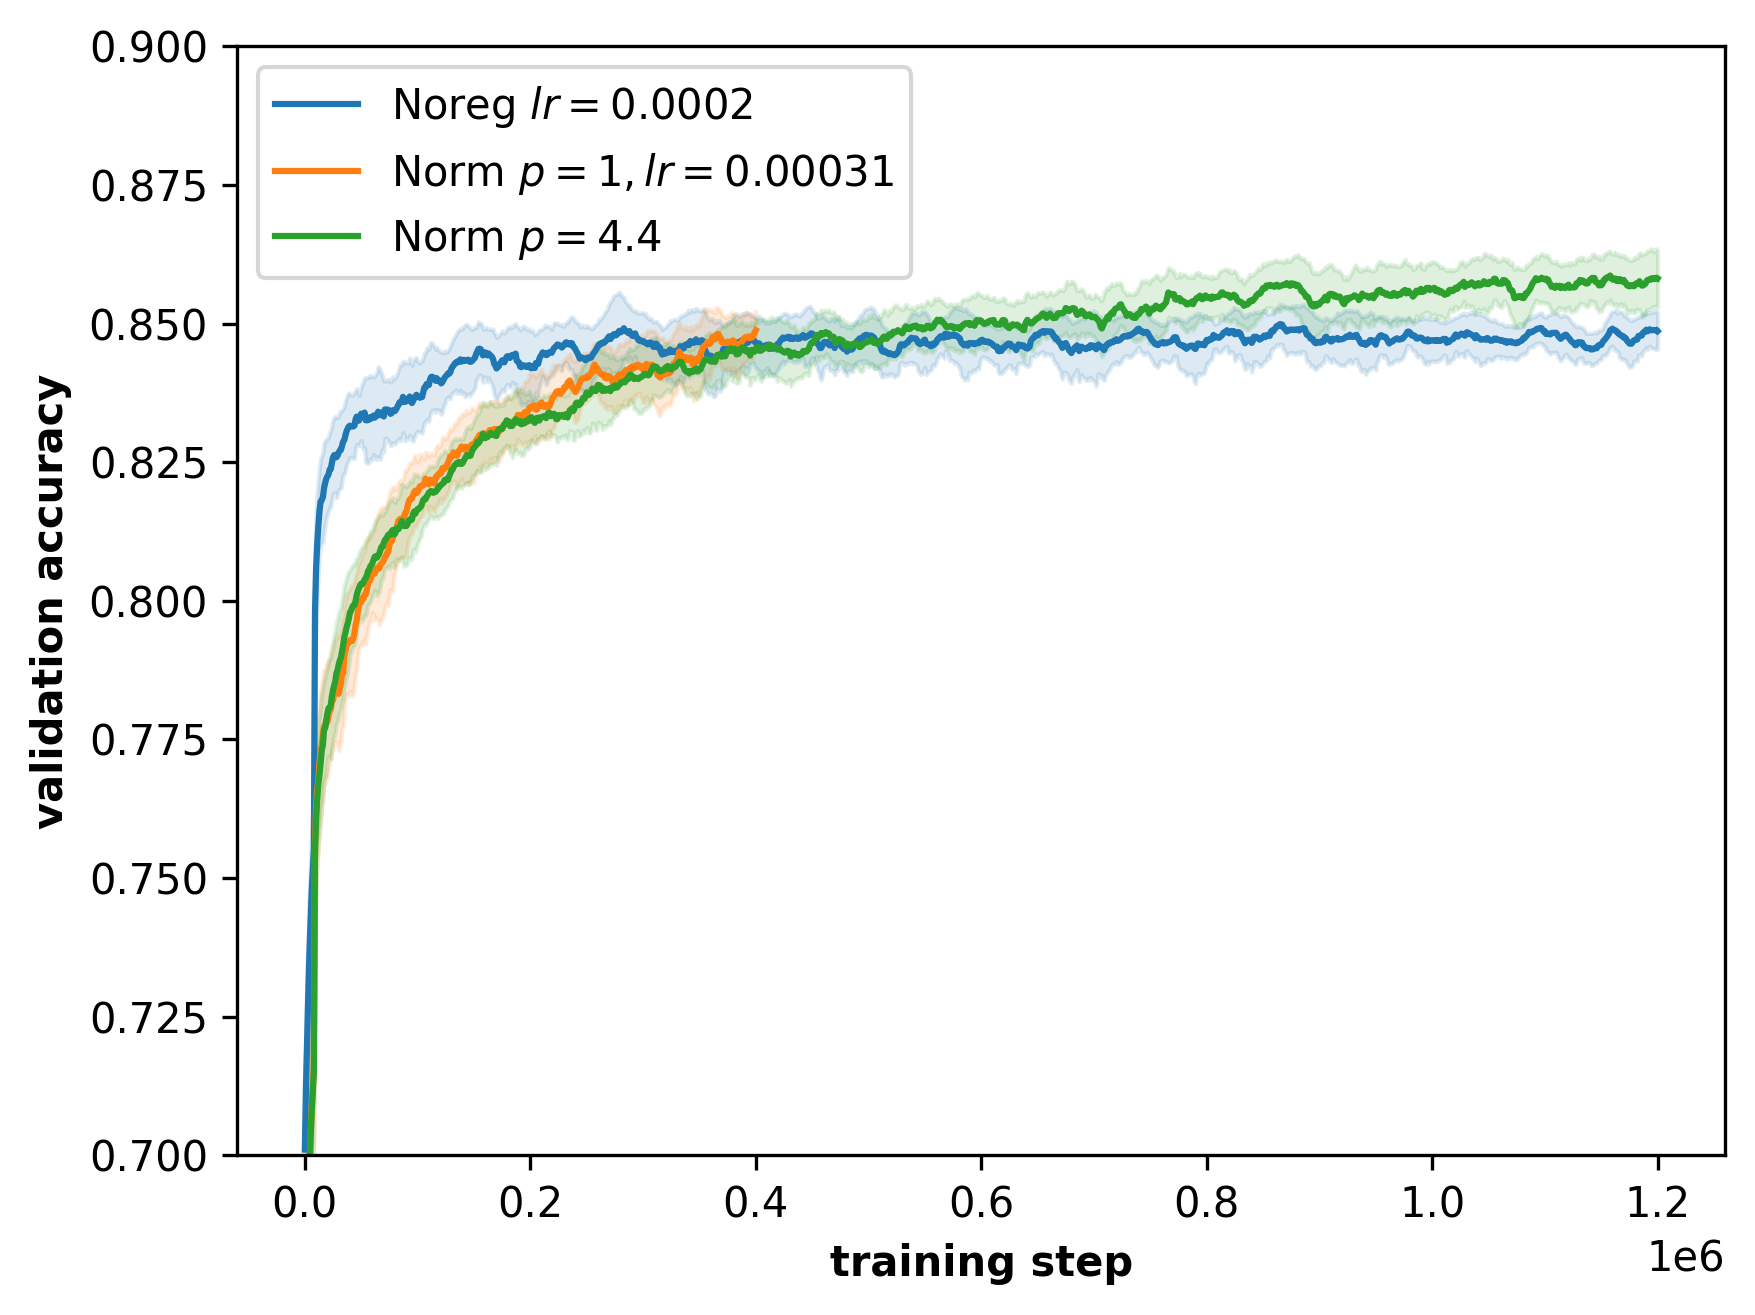 0.900
0.875
0.850
0.825
0.800
0.775
0.750
0.725
0.700
validation accuracy
Noreg lr = 0.0002
Norm p = 1, lr = 0.00031
Norm p = 4.4
0.0 0.2 0.4 0.6 0.8 1.0 1.2
1e6
training step